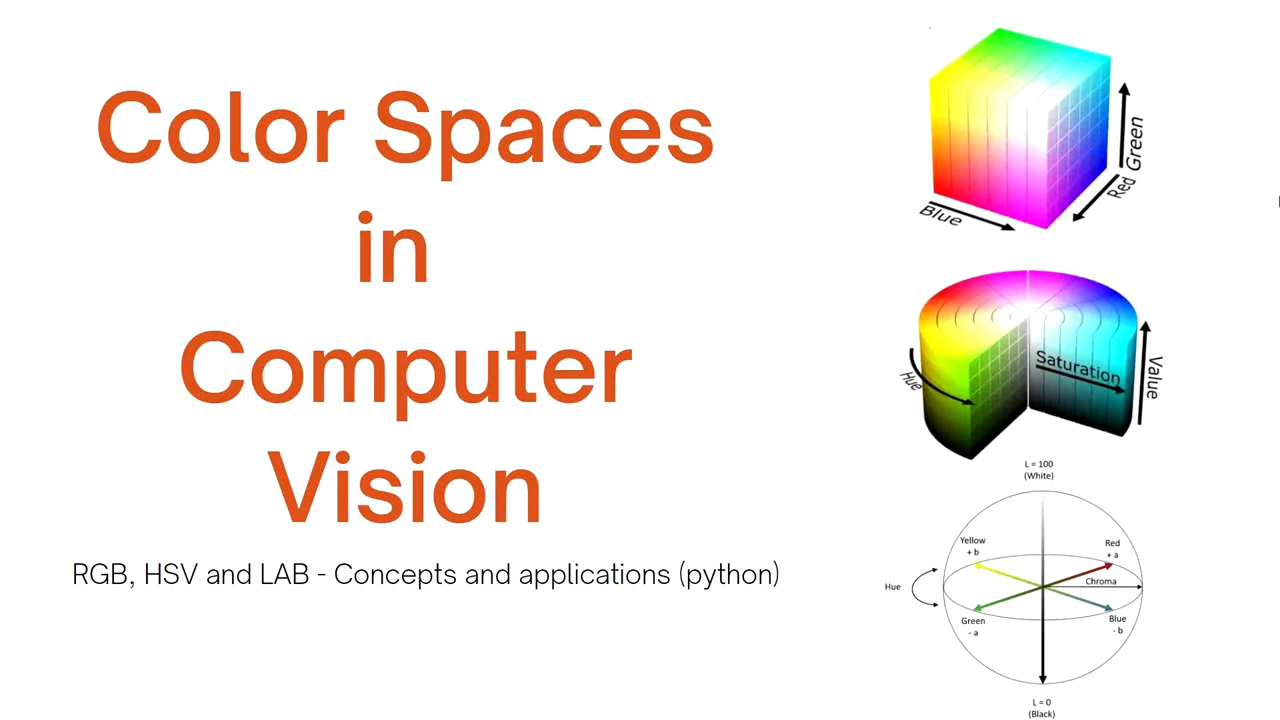 Color Spaces
in
Computer
Vision
RGB, HSV and LAB - Concepts and applications (python)
Green
Red
Blue
Hue
Saturation
Value
L = 100
(White)
Yellow
+ b
Red
+ a
Hue
Chroma
Green
- a
Blue
- b
L = 0
(Black)